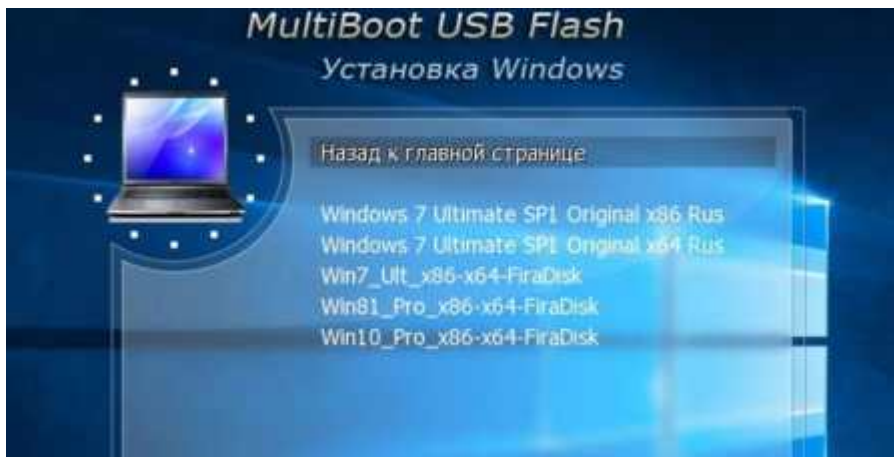 MultiBoot USB Flash
Установка Windows
Назад к главной странице
Windows 7 Ultimate SP1 Original x86 Rus
Windows 7 Ultimate SP1 Original x64 Rus
Win7_Ult_x86-x64-FiraDisk
Win81_Pro_x86-x64-FiraDisk
Win10_Pro_x86-x64-FiraDisk